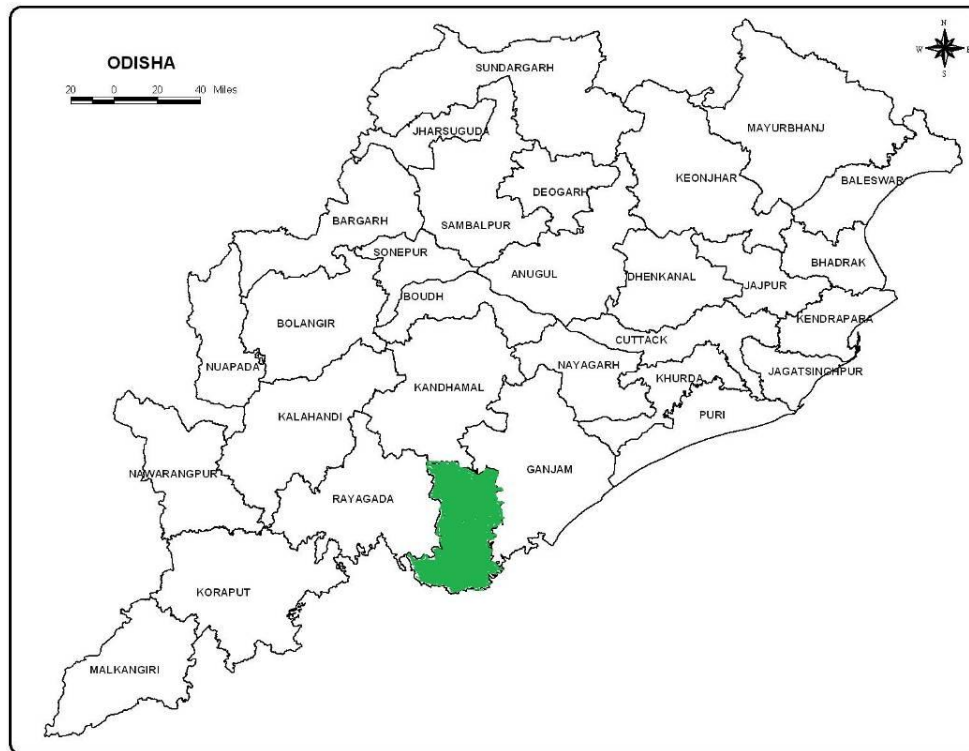 ODISHA
20 0 20 40 Miles
N
W E
S
SUNDARGARH
JHARSUGUDA
MAYURBHANJ
KEONJHAR
BALESWAR
DEOGARH
BARGARH
SAMBALPUR
SONEPUR
ANUGUL
DHENKANAL
BHADRAK
JAJPUR
BOUDH
BOLANGIR
KENDRAPARA
CUTTACK
NUAPADA
NAYAGARH
KHURDA
JAGATSINGHPUR
KANDHAMAL
KALAHANDI
PURI
NAWARANGPUR
RAYAGADA
GANJAM
KORAPUT
MALKANGIRI